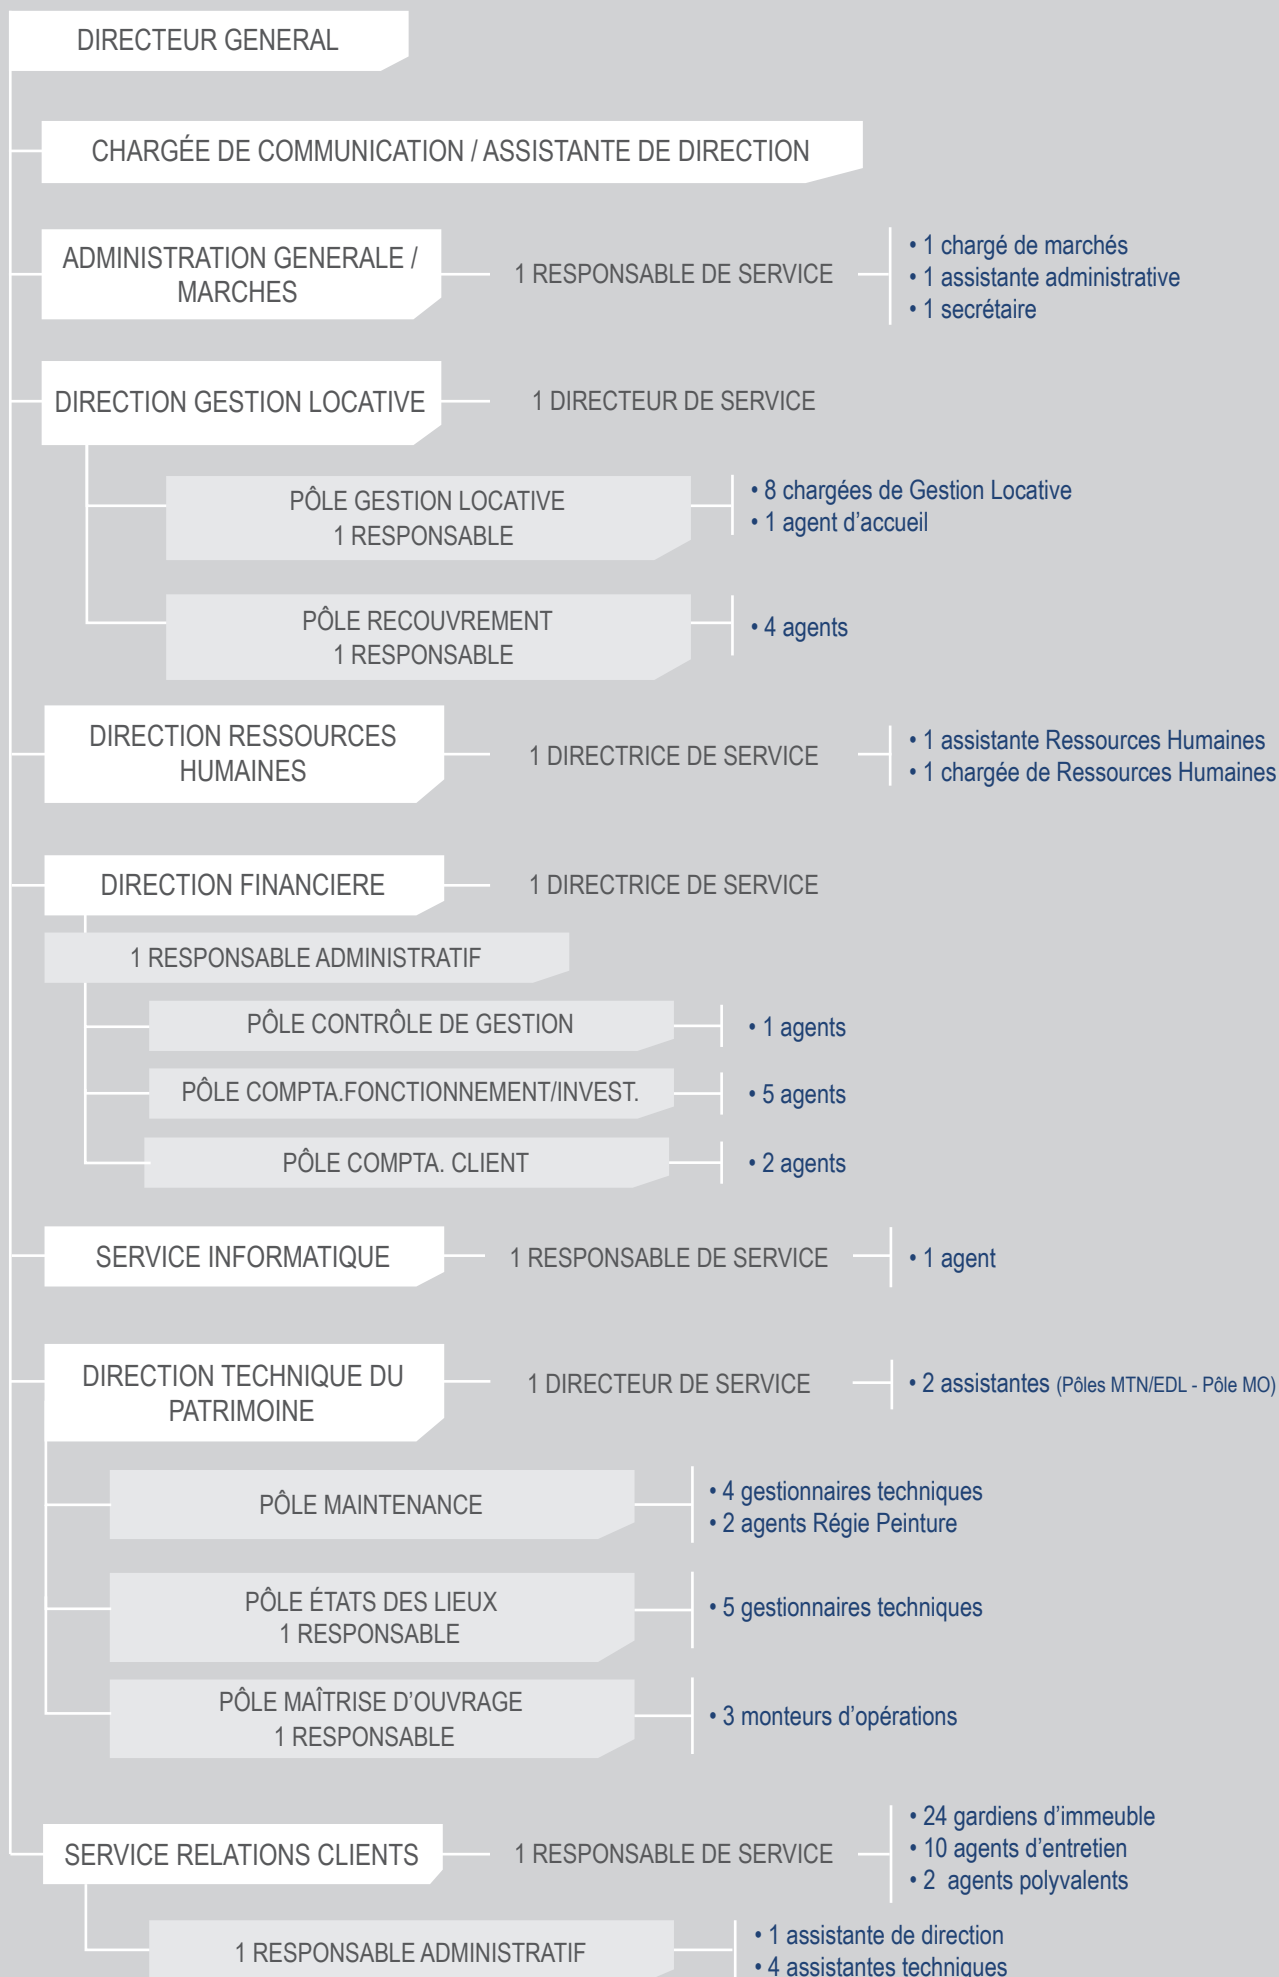 DIRECTEUR GENERAL
CHARGÉE DE COMMUNICATION / ASSISTANTE DE DIRECTION
ADMINISTRATION GENERALE /
MARCHES
1 RESPONSABLE DE SERVICE
• 1 chargé de marchés
• 1 assistante administrative
• 1 secrétaire
DIRECTION GESTION LOCATIVE
1 DIRECTEUR DE SERVICE
PÔLE GESTION LOCATIVE
1 RESPONSABLE
• 8 chargées de Gestion Locative
• 1 agent d’accueil
PÔLE RECOUVREMENT
1 RESPONSABLE
• 4 agents
DIRECTION RESSOURCES
HUMAINES
1 DIRECTRICE DE SERVICE
• 1 assistante Ressources Humaines
• 1 chargée de Ressources Humaines
DIRECTION FINANCIERE
1 DIRECTRICE DE SERVICE
1 RESPONSABLE ADMINISTRATIF
PÔLE CONTRÔLE DE GESTION
• 1 agents
PÔLE COMPTA.FONCTIONNEMENT/INVEST.
• 5 agents
PÔLE COMPTA. CLIENT
• 2 agents
SERVICE INFORMATIQUE
1 RESPONSABLE DE SERVICE
• 1 agent
DIRECTION TECHNIQUE DU
PATRIMOINE
1 DIRECTEUR DE SERVICE
• 2 assistantes (Pôles MTN/EDL - Pôle MO)
PÔLE MAINTENANCE
• 4 gestionnaires techniques
• 2 agents Régie Peinture
PÔLE ÉTATS DES LIEUX
1 RESPONSABLE
• 5 gestionnaires techniques
PÔLE MAÎTRISE D’OUVRAGE
1 RESPONSABLE
• 3 monteurs d’opérations
SERVICE RELATIONS CLIENTS
1 RESPONSABLE DE SERVICE
• 24 gardiens d’immeuble
• 10 agents d’entretien
• 2 agents polyvalents
1 RESPONSABLE ADMINISTRATIF
• 1 assistante de direction
• 4 assistantes techniques